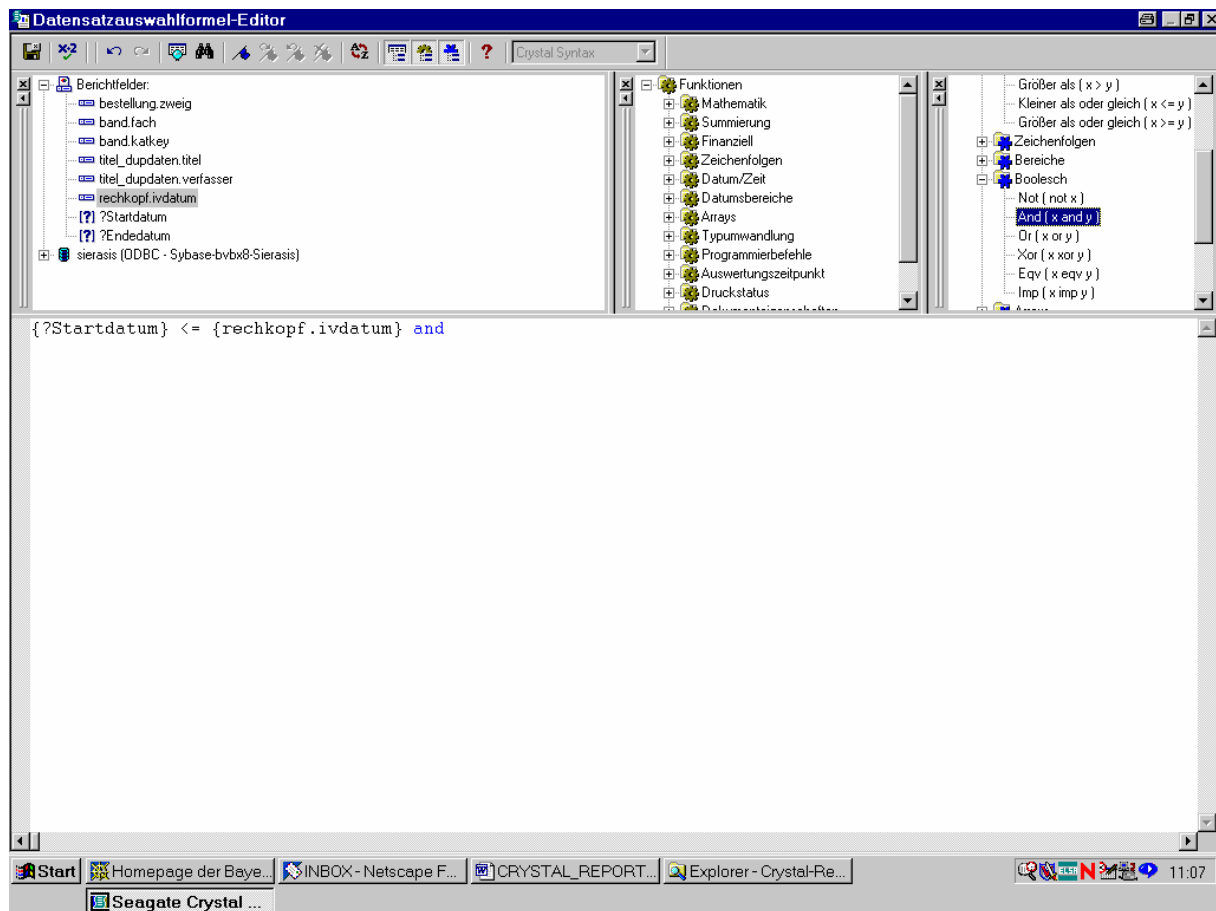 Datensatzauswahlformel-Editor
x·2
?
Crystal Syntax
Berichtfelder:
bestellung.zweig
band.fach
band.katkey
titel_dupdaten.titel
titel_dupdaten.verfasser
rechkopf.ivdatum
[?] ?Startdatum
[?] ?Endedatum
sierasis (ODBC - Sybase-bvbx8-Sierasis)
Funktionen
Mathematik
Summierung
Finanziell
Zeichenfolgen
Datum/Zeit
Datumsbereiche
Arrays
Typumwandlung
Programmierbefehle
Auswertungszeitpunkt
Druckstatus
Dokumenteigenschaften
Größer als ( x > y )
Kleiner als oder gleich ( x <= y )
Größer als oder gleich ( x >= y )
Zeichenfolgen
Bereiche
Boolesch
Not ( not x )
And ( x and y )
Or ( x or y )
Xor ( x xor y )
Eqv ( x eqv y )
Imp ( x imp y )
Arrays
{?Startdatum} <= {rechkopf.ivdatum} and
Start
Homepage der Baye...
INBOX - Netscape F...
CRYSTAL_REPORT...
Explorer - Crystal-Re...
ELSA
N
11:07
Seagate Crystal ...